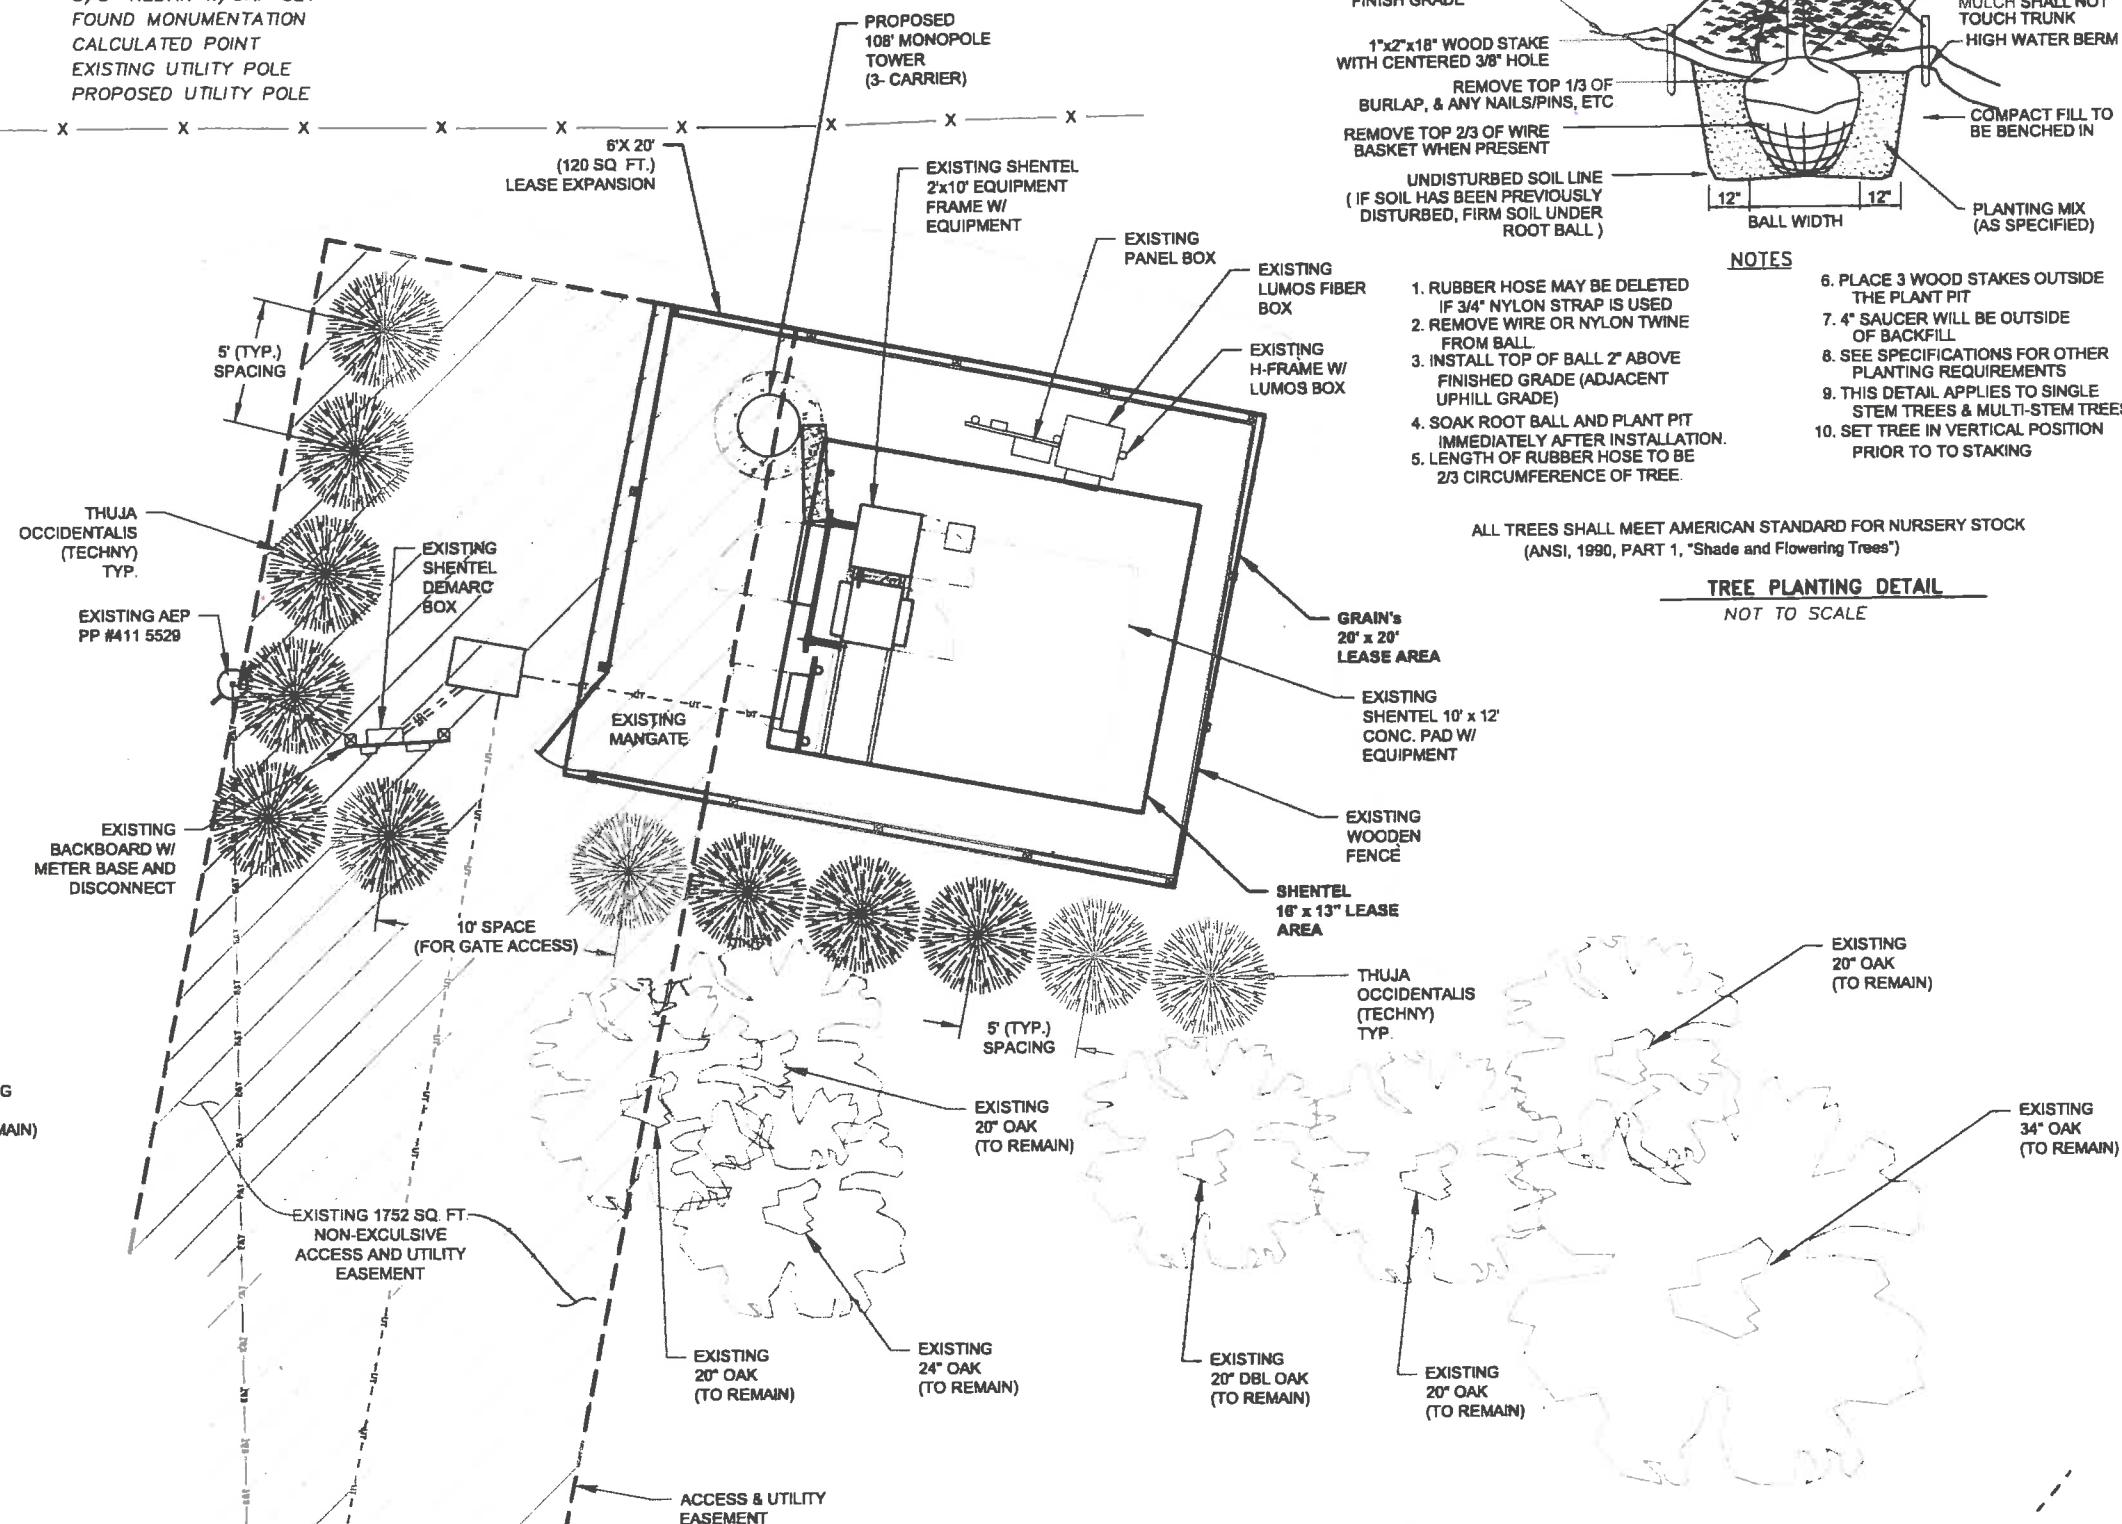 FOUND MONUMENTATION
CALCULATED POINT
EXISTING UTILITY POLE
PROPOSED UTILITY POLE
PROPOSED
108' MONOPOLE
TOWER
(3- CARRIER)
X X X X X X X X X
6'X 20'
(120 SQ FT.)
LEASE EXPANSION
EXISTING SHENTEL
2'x10' EQUIPMENT
FRAME W/
EQUIPMENT
EXISTING
PANEL BOX
EXISTING
LUMOS FIBER
BOX
EXISTING
H-FRAME W/
LUMOS BOX
5' (TYP.)
SPACING
THUJA
OCCIDENTALIS
(TECHNY)
TYP.
EXISTING
SHENTEL
DEMARC
BOX
EXISTING AEP
PP #411 5529
EXISTING
MANGATE
GRAIN's
20' x 20'
LEASE AREA
EXISTING
SHENTEL 10' x 12'
CONC. PAD W/
EQUIPMENT
EXISTING
WOODEN
FENCE
SHENTEL
16' x 13" LEASE
AREA
EXISTING
BACKBOARD W/
METER BASE AND
DISCONNECT
10' SPACE
(FOR GATE ACCESS)
THUJA
OCCIDENTALIS
(TECHNY)
TYP.
5' (TYP.)
SPACING
EXISTING
20" OAK
(TO REMAIN)
EXISTING
20" OAK
(TO REMAIN)
EXISTING
34" OAK
(TO REMAIN)
G
MAIN)
EXISTING 1752 SQ. FT.
NON-EXCULSIVE
ACCESS AND UTILITY
EASEMENT
EXISTING
20" OAK
(TO REMAIN)
EXISTING
24" OAK
(TO REMAIN)
EXISTING
20" DBL OAK
(TO REMAIN)
EXISTING
20" OAK
(TO REMAIN)
ACCESS & UTILITY
EASEMENT
FINISH GRADE
1"x2"x18" WOOD STAKE
WITH CENTERED 3/8" HOLE
REMOVE TOP 1/3 OF
BURLAP, & ANY NAILS/PINS, ETC
REMOVE TOP 2/3 OF WIRE
BASKET WHEN PRESENT
UNDISTURBED SOIL LINE
( IF SOIL HAS BEEN PREVIOUSLY
DISTURBED, FIRM SOIL UNDER
ROOT BALL )
MULCH SHALL NOT
TOUCH TRUNK
HIGH WATER BERM
COMPACT FILL TO
BE BENCHED IN
PLANTING MIX
(AS SPECIFIED)
12" 12"
BALL WIDTH
NOTES
1. RUBBER HOSE MAY BE DELETED
IF 3/4" NYLON STRAP IS USED
2. REMOVE WIRE OR NYLON TWINE
FROM BALL.
3. INSTALL TOP OF BALL 2" ABOVE
FINISHED GRADE (ADJACENT
UPHILL GRADE)
4. SOAK ROOT BALL AND PLANT PIT
IMMEDIATELY AFTER INSTALLATION.
5. LENGTH OF RUBBER HOSE TO BE
2/3 CIRCUMFERENCE OF TREE.
6. PLACE 3 WOOD STAKES OUTSIDE
THE PLANT PIT
7. 4" SAUCER WILL BE OUTSIDE
OF BACKFILL
8. SEE SPECIFICATIONS FOR OTHER
PLANTING REQUIREMENTS
9. THIS DETAIL APPLIES TO SINGLE
STEM TREES & MULTI-STEM TREES
10. SET TREE IN VERTICAL POSITION
PRIOR TO TO STAKING
ALL TREES SHALL MEET AMERICAN STANDARD FOR NURSERY STOCK
(ANSI, 1990, PART 1, "Shade and Flowering Trees")
TREE PLANTING DETAIL
NOT TO SCALE